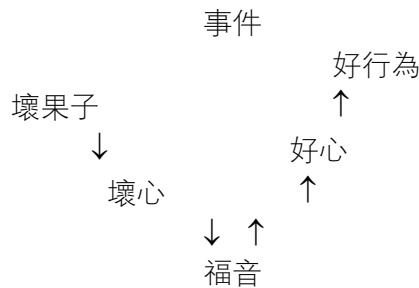 事件
好行為
壞果子 ↑
↓ 好心
壞心 ↑
↓ ↑
福音